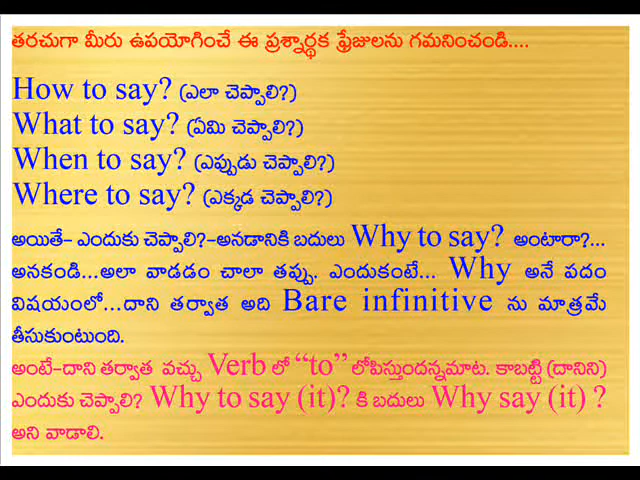 తరచుగా మీరు ఉపయోగించే ఈ ప్రశ్నార్థక ఫ్రేజులను గమనించండి....
How to say? (ఎలా చెప్పాలి?)
What to say? (ఏమి చెప్పాలి?)
When to say? (ఎప్పుడు చెప్పాలి?)
Where to say? (ఎక్కడ చెప్పాలి?)
అయితే- ఎందుకు చెప్పాలి?-అనడానికి బదులు Why to say? అంటారా?...
అనకండి...అలా వాడడం చాలా తప్పు. ఎందుకంటే... Why అనే పదం
విషయంలో...దాని తర్వాత అది Bare infinitive ను మాత్రమే
తీసుకుంటుంది.
అంటే-దాని తర్వాత వచ్చు Verb లో “to” లోపిస్తుందన్నమాట. కాబట్టి (దానిని)
ఎందుకు చెప్పాలి? Why to say (it)? కి బదులు Why say (it) ?
అని వాడాలి.